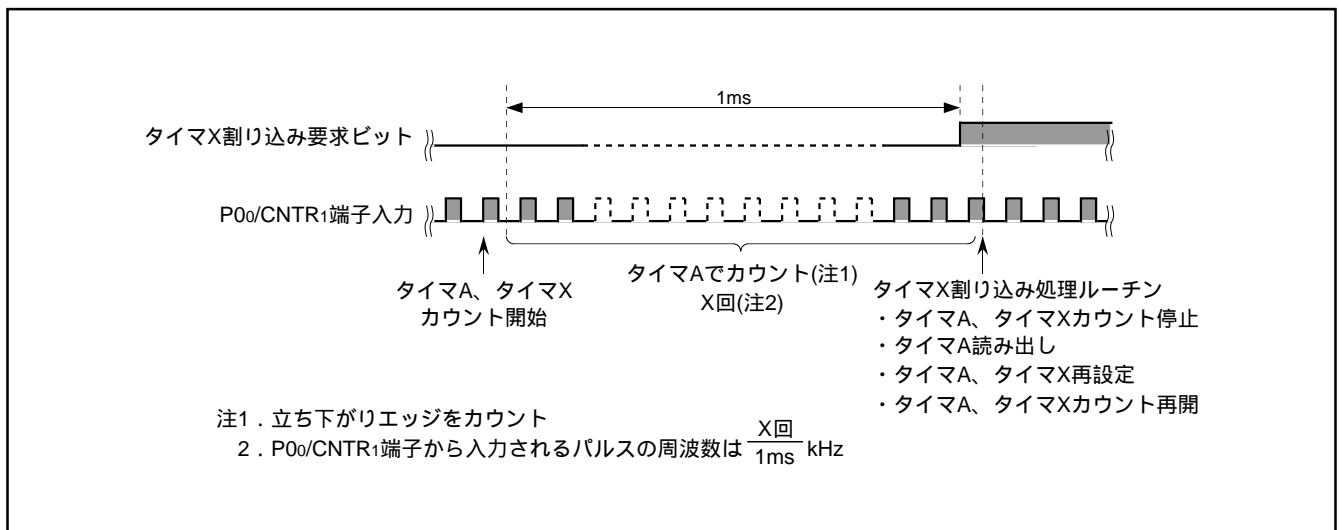 1ms
タイマX割り込み要求ビット
P00/CNTR1端子入力
タイマA、タイマX
カウント開始
タイマAでカウント(注1)
X回(注2)
タイマX割り込み処理ルーチン
・タイマA、タイマXカウント停止
・タイマA読み出し
・タイマA、タイマX再設定
・タイマA、タイマXカウント再開
注1．立ち下がりエッジをカウント
2．P00/CNTR1端子から入力されるパルスの周波数は X回/1ms kHz